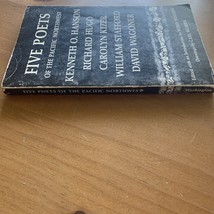 FIVE POETS
OF THE PACIFIC NORTHWEST
KENNETH O. HANSON
RICHARD HUGO
CAROLYN KIZER
WILLIAM STAFFORD
DAVID WAGONER
FIVE POETS OF THE PACIFIC NORTHWEST
Washington